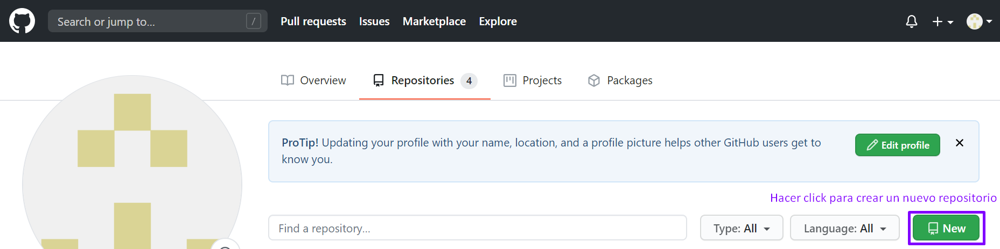 Search or jump to... /
Pull requests Issues Marketplace Explore
Overview Repositories 4 Projects Packages
ProTip! Updating your profile with your name, location, and a profile picture helps other GitHub users get to
know you.
Edit profile
Hacer click para crear un nuevo repositorio
Find a repository... Type: All Language: All New